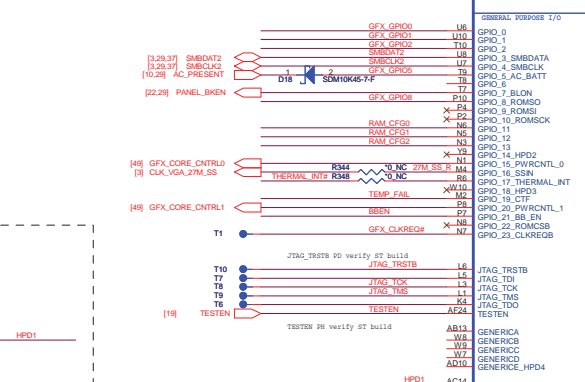 GENERAL PURPOSE I/O
GFX_GPIO0 U6 GPIO_0
GFX_GPIO1 U10 GPIO_1
GFX_GPIO2 T10 GPIO_2
[3,29,37] SMBDAT2 SMBDAT2 U8 GPIO_3_SMBDATA
[3,29,37] SMBCLK2 SMBCLK2 U7 GPIO_4_SMBCLK
[10,29] AC_PRESENT 1 2 GFX_GPIO5 T9 GPIO_5_AC_BATT
D18 SDM10K45-7-F T8 GPIO_6
[22,29] PANEL_BKEN T7 GPIO_7_BLON
GFX_GPIO8 P10 GPIO_8_ROMSO
P4 GPIO_9_ROMSI
P2 GPIO_10_ROMSCK
RAM_CFG0 N6 GPIO_11
RAM_CFG1 N5 GPIO_12
RAM_CFG2 N3 GPIO_13
Y9 GPIO_14_HPD2
[49] GFX_CORE_CNTRL0 N1 GPIO_15_PWRCNTL_0
[3] CLK_VGA_27M_SS R344 *0_NC 27M_SS_R M4 GPIO_16_SSIN
THERMAL_INT# R348 *0_NC R6 GPIO_17_THERMAL_INT
W10 GPIO_18_HPD3
TEMP_FAIL M2 GPIO_19_CTF
[49] GFX_CORE_CNTRL1 P8 GPIO_20_PWRCNTL_1
BBEN P7 GPIO_21_BB_EN
N8 GPIO_22_ROMCSB
T1 GFX_CLKREQ# N7 GPIO_23_CLKREQB
JTAG_TRSTB PD verify ST build
T10 JTAG_TRSTB L6 JTAG_TRSTB
T7 L5 JTAG_TDI
T8 JTAG_TCK L3 JTAG_TCK
T9 JTAG_TMS L1 JTAG_TMS
T6 K4 JTAG_TDO
[19] TESTEN TESTEN AF24 TESTEN
TESTEN PH verify ST build
AB13 GENERICA
W8 GENERICB
HPD1 W9 GENERICC
W7 GENERICD
AD10 GENERICE_HPD4
HPD1 AC14